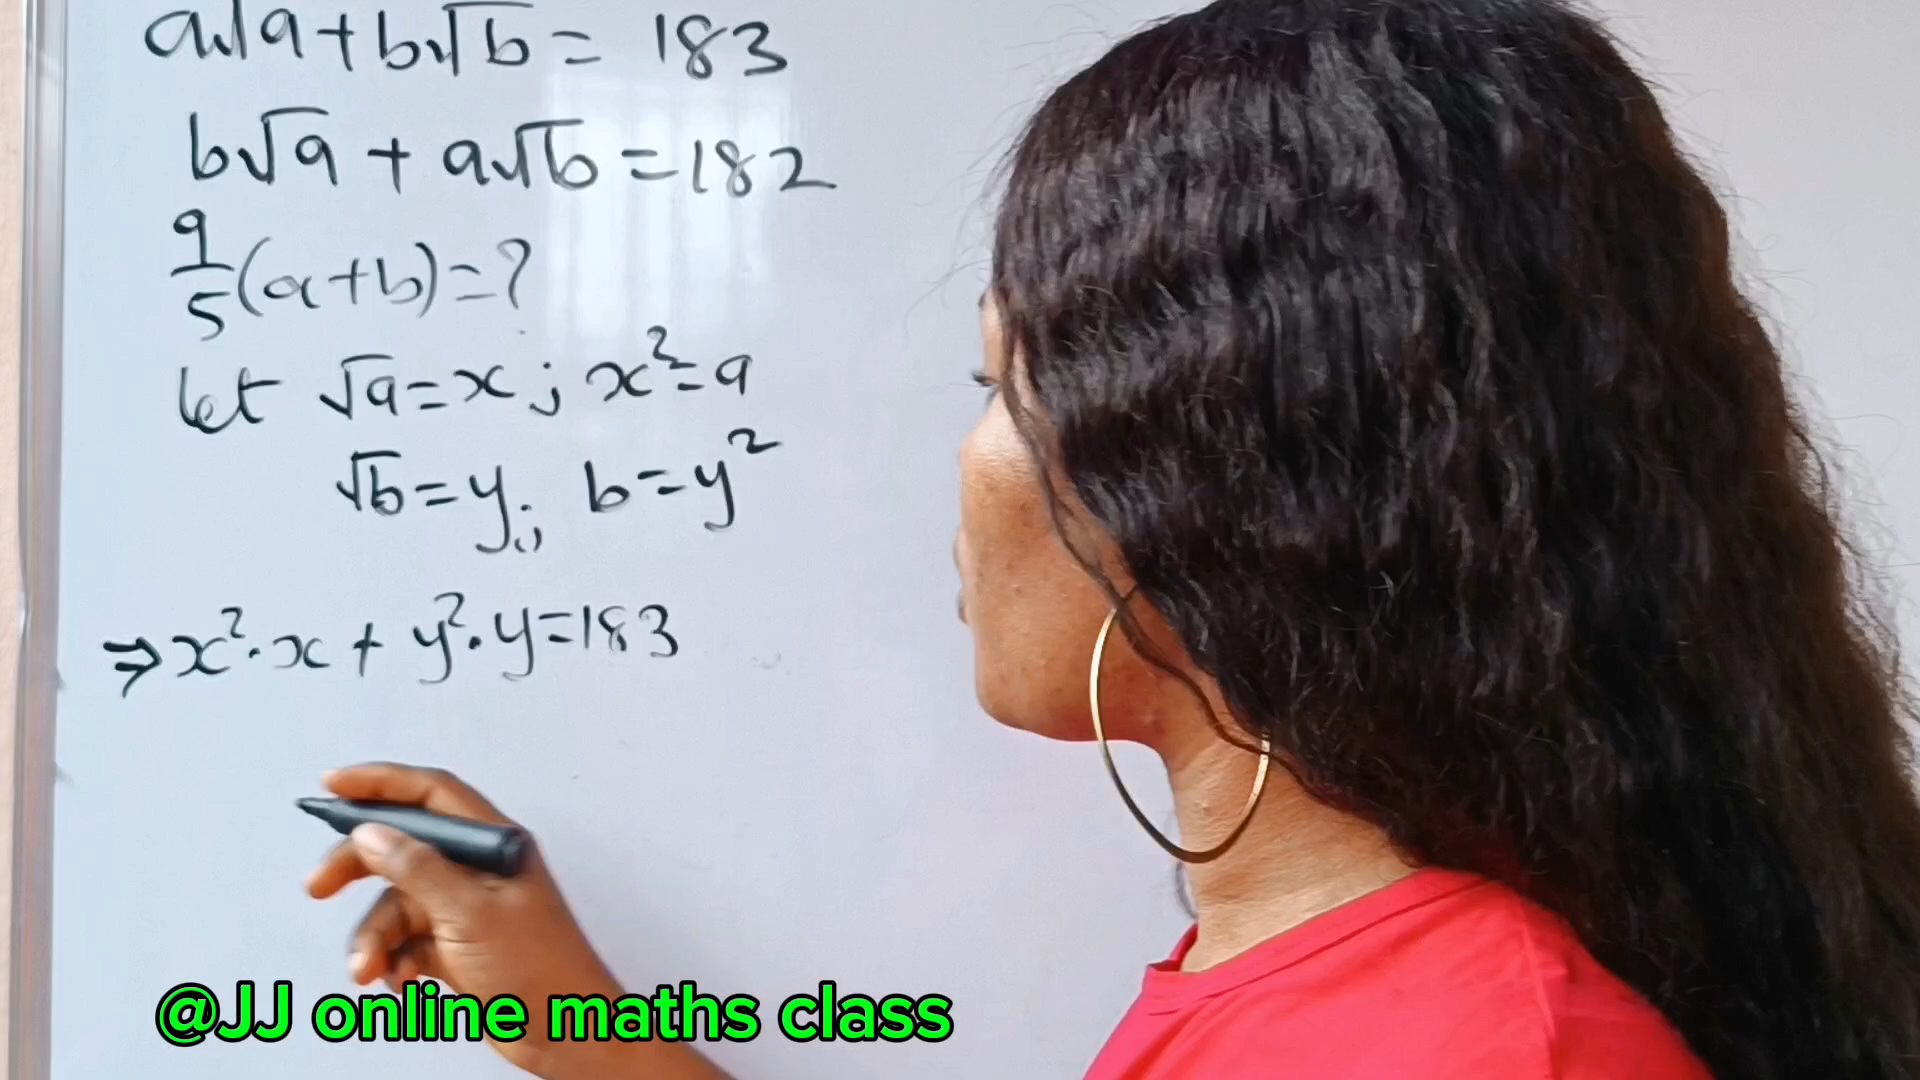 a√a + b√b = 183
b√a + a√b = 182
9/5(a+b)=?
let √a = x ; x² = a
√b = y ; b = y²
⇒ x² · x + y² · y = 183
@JJ online maths class